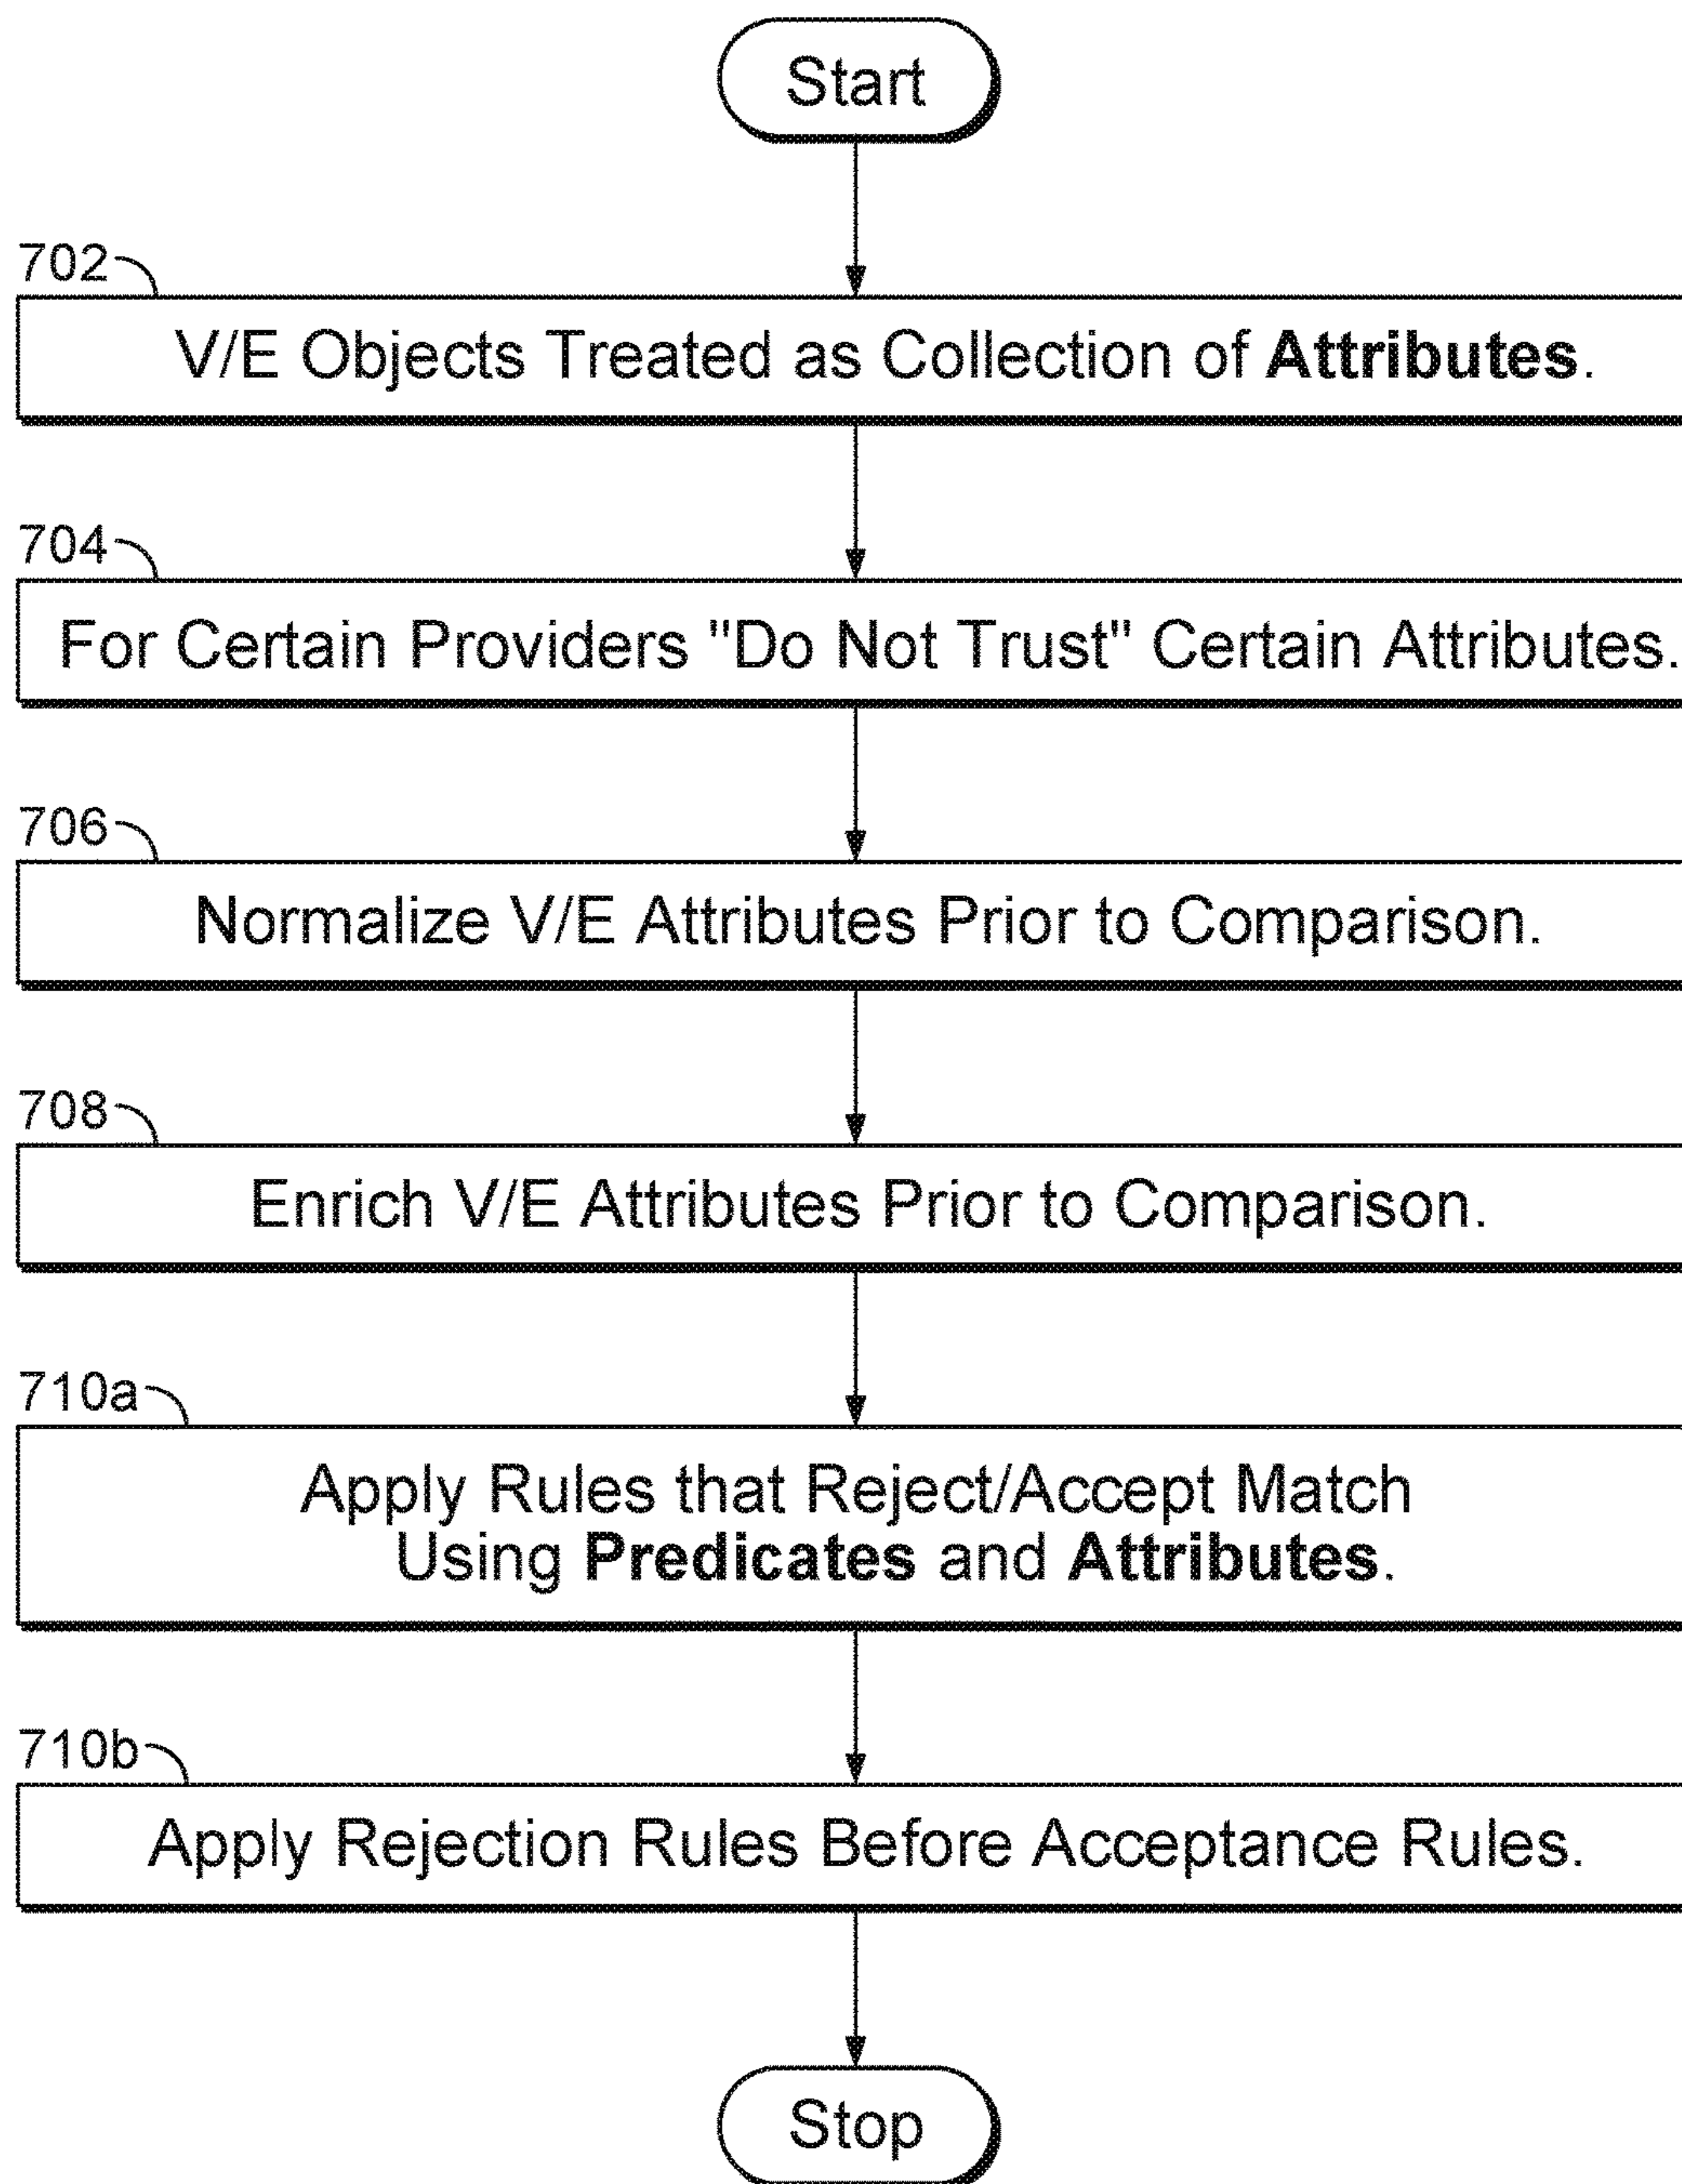 Start
702
V/E Objects Treated as Collection of Attributes.
704
For Certain Providers "Do Not Trust" Certain Attributes.
706
Normalize V/E Attributes Prior to Comparison.
708
Enrich V/E Attributes Prior to Comparison.
710a
Apply Rules that Reject/Accept Match
Using Predicates and Attributes.
710b
Apply Rejection Rules Before Acceptance Rules.
Stop